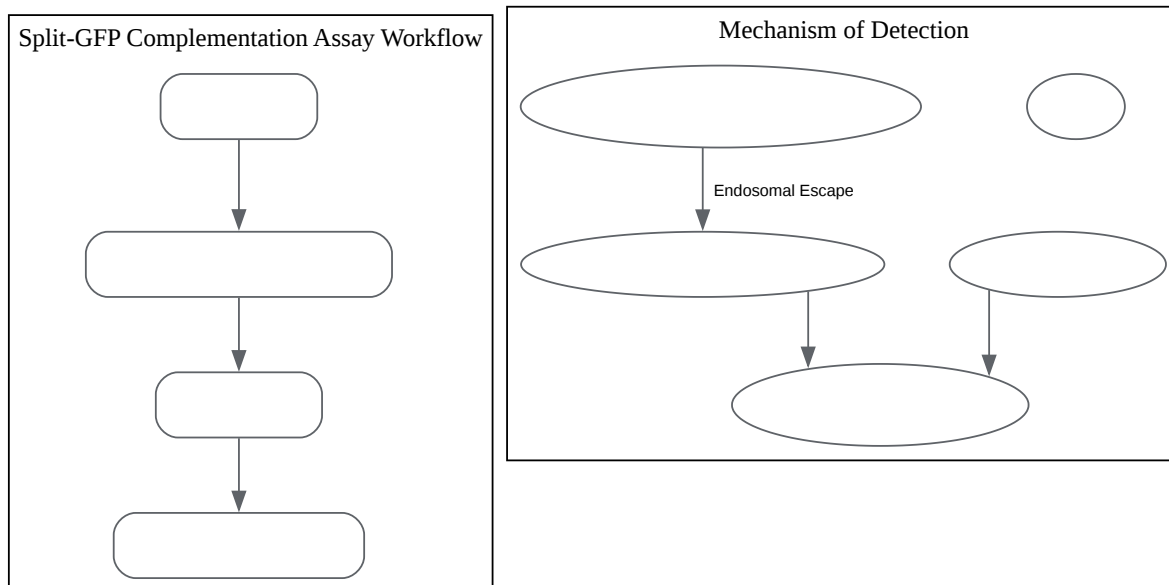 Split-GFP Complementation Assay Workflow
Mechanism of Detection
Endosomal Escape